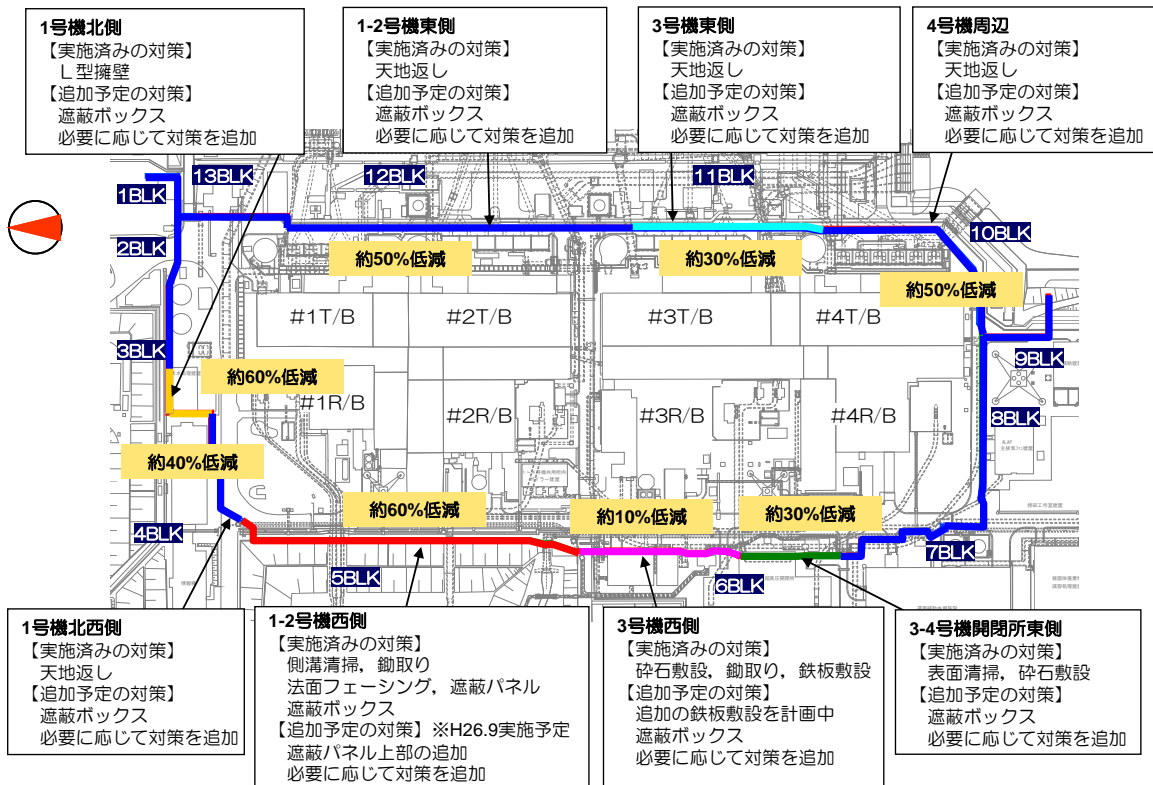 1号機北側
【実施済みの対策】
L型擁壁
【追加予定の対策】
遮蔽ボックス
必要に応じて対策を追加
1-2号機東側
【実施済みの対策】
天地返し
【追加予定の対策】
遮蔽ボックス
必要に応じて対策を追加
3号機東側
【実施済みの対策】
天地返し
【追加予定の対策】
遮蔽ボックス
必要に応じて対策を追加
4号機周辺
【実施済みの対策】
天地返し
【追加予定の対策】
遮蔽ボックス
必要に応じて対策を追加
1BLK
13BLK
12BLK
11BLK
10BLK
2BLK
約50%低減
約30%低減
約50%低減
#1T/B
#2T/B
#3T/B
#4T/B
3BLK
9BLK
約60%低減
#1R/B
#2R/B
#3R/B
#4R/B
8BLK
約40%低減
約60%低減
約10%低減
約30%低減
4BLK
5BLK
6BLK
7BLK
1号機北西側
【実施済みの対策】
天地返し
【追加予定の対策】
遮蔽ボックス
必要に応じて対策を追加
1-2号機西側
【実施済みの対策】
側溝清掃，鋤取り
法面フェーシング，遮蔽パネル
遮蔽ボックス
【追加予定の対策】※H26.9実施予定
遮蔽パネル上部の追加
必要に応じて対策を追加
3号機西側
【実施済みの対策】
砕石敷設，鋤取り，鉄板敷設
【追加予定の対策】
追加の鉄板敷設を計画中
遮蔽ボックス
必要に応じて対策を追加
3-4号機開閉所東側
【実施済みの対策】
表面清掃，砕石敷設
【追加予定の対策】
遮蔽ボックス
必要に応じて対策を追加